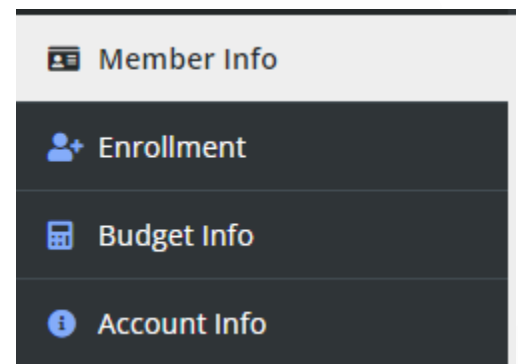 Member Info
Enrollment
Budget Info
Account Info